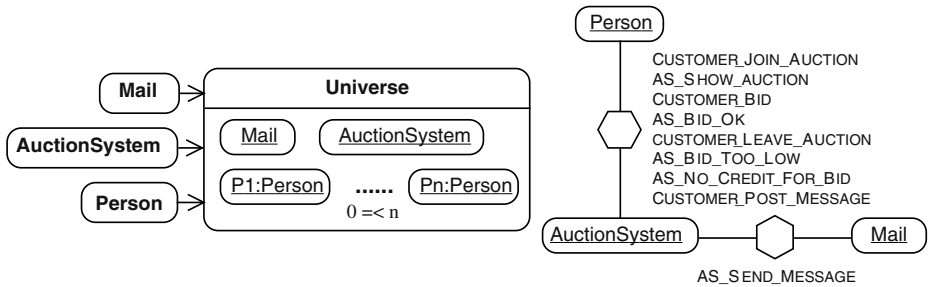 Mail
AuctionSystem
Person
Universe
Mail AuctionSystem
P1:Person ...... Pn:Person
0 =< n
Person
CUSTOMER_JOIN_AUCTION
AS_SHOW_AUCTION
CUSTOMER_BID
AS_BID_OK
CUSTOMER_LEAVE_AUCTION
AS_BID_TOO_LOW
AS_NO_CREDIT_FOR_BID
CUSTOMER_POST_MESSAGE
AuctionSystem
Mail
AS_SEND_MESSAGE